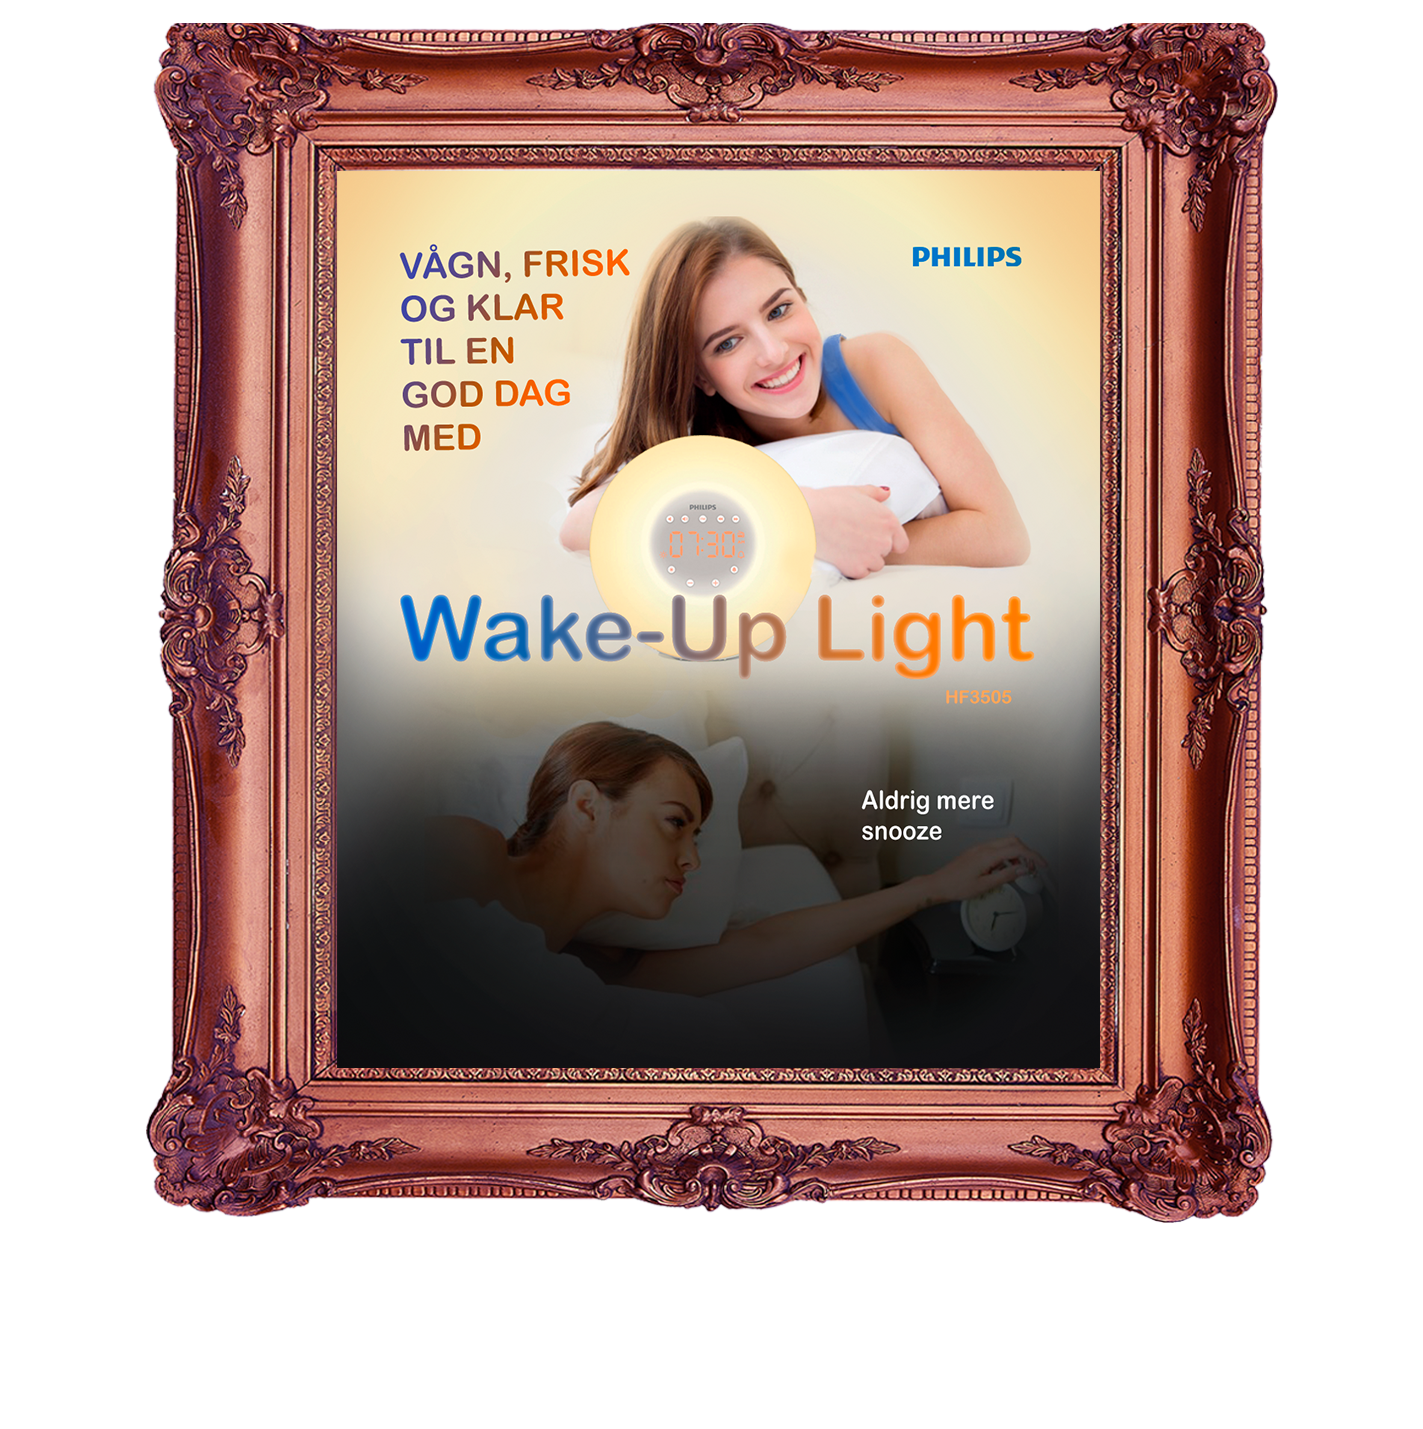 VÅGN, FRISK
OG KLAR
TIL EN
GOD DAG
MED
PHILIPS
PHILIPS
07:30
Wake-Up Light
HF3505
Aldrig mere
snooze